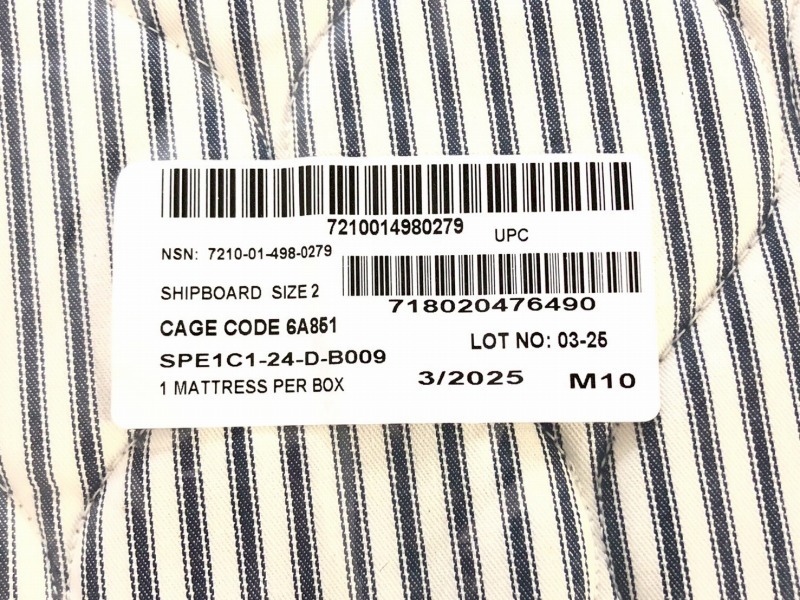 7210014980279
UPC
NSN: 7210-01-498-0279
718020476490
SHIPBOARD SIZE 2
CAGE CODE 6A851
LOT NO: 03-25
SPE1C1-24-D-B009
3/2025
M10
1 MATTRESS PER BOX